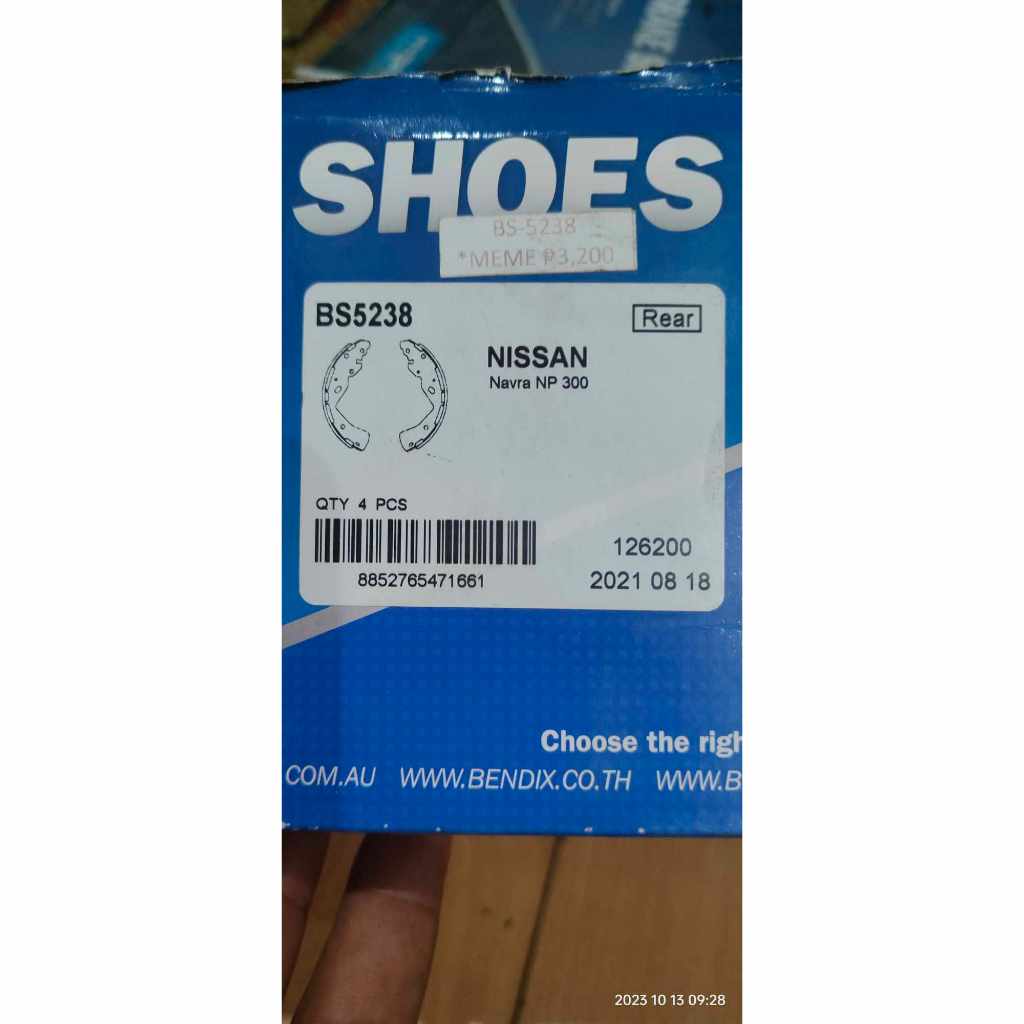 SHOES
BS-5238
*MEME ₱3,200
BS5238
Rear
NISSAN
Navra NP 300
QTY 4 PCS
8852765471661
126200
2021 08 18
Choose the righ
COM.AU WWW.BENDIX.CO.TH WWW.B
2023 10 13 09:28